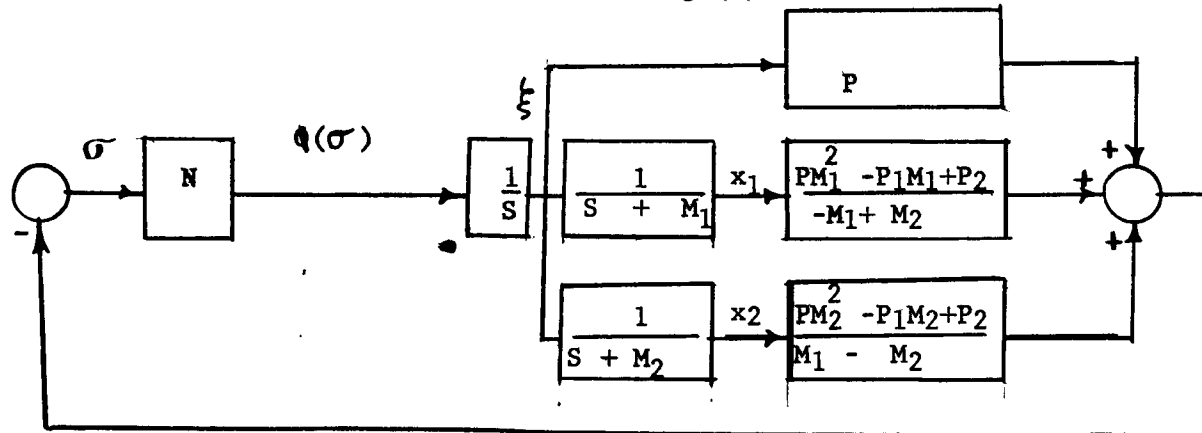 P
ξ
σ
N
φ(σ)
1
S
1
S + M₁
x₁
PM₁² -P₁M₁+P₂
-M₁+ M₂
+
+
+
-
1
S + M₂
x₂
PM₂² -P₁M₂+P₂
M₁ - M₂